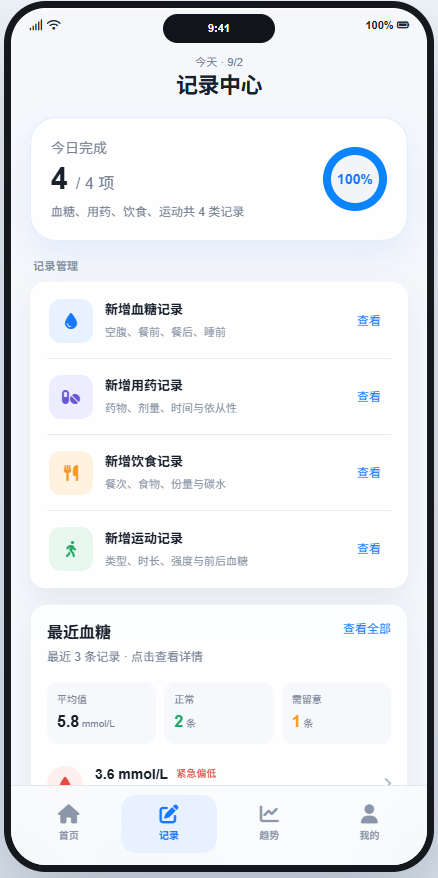 9:41
100%
今天 · 9/2
记录中心
今日完成
4 / 4 项
100%
血糖、用药、饮食、运动共 4 类记录
记录管理
新增血糖记录
空腹、餐前、餐后、睡前
查看
新增用药记录
药物、剂量、时间与依从性
查看
新增饮食记录
餐次、食物、份量与碳水
查看
新增运动记录
类型、时长、强度与前后血糖
查看
最近血糖
查看全部
最近 3 条记录 · 点击查看详情
平均值
5.8 mmol/L
正常
2 条
需留意
1 条
3.6 mmol/L 紧急偏低
首页
记录
趋势
我的